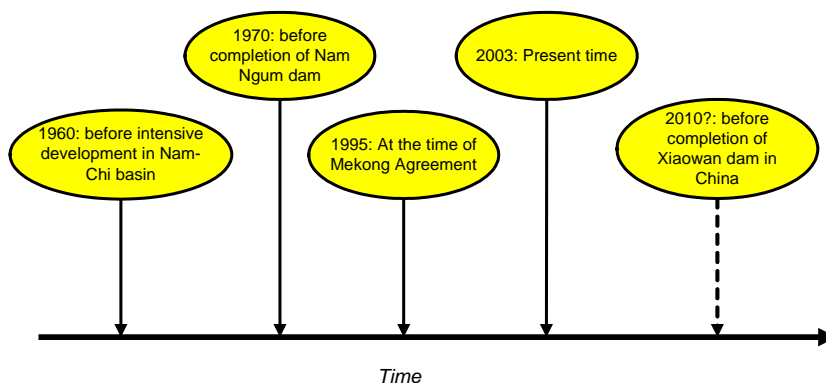 1960: before intensive
development in Nam-
Chi basin
1970: before
completion of Nam
Ngum dam
1995: At the time of
Mekong Agreement
2003: Present time
2010?: before
completion of
Xiaowan dam in
China
Time